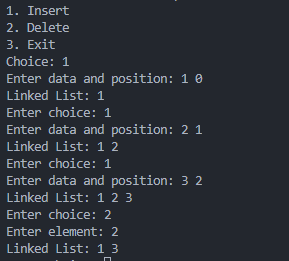 1. Insert
2. Delete
3. Exit
Choice: 1
Enter data and position: 1 0
Linked List: 1
Enter choice: 1
Enter data and position: 2 1
Linked List: 1 2
Enter choice: 1
Enter data and position: 3 2
Linked List: 1 2 3
Enter choice: 2
Enter element: 2
Linked List: 1 3